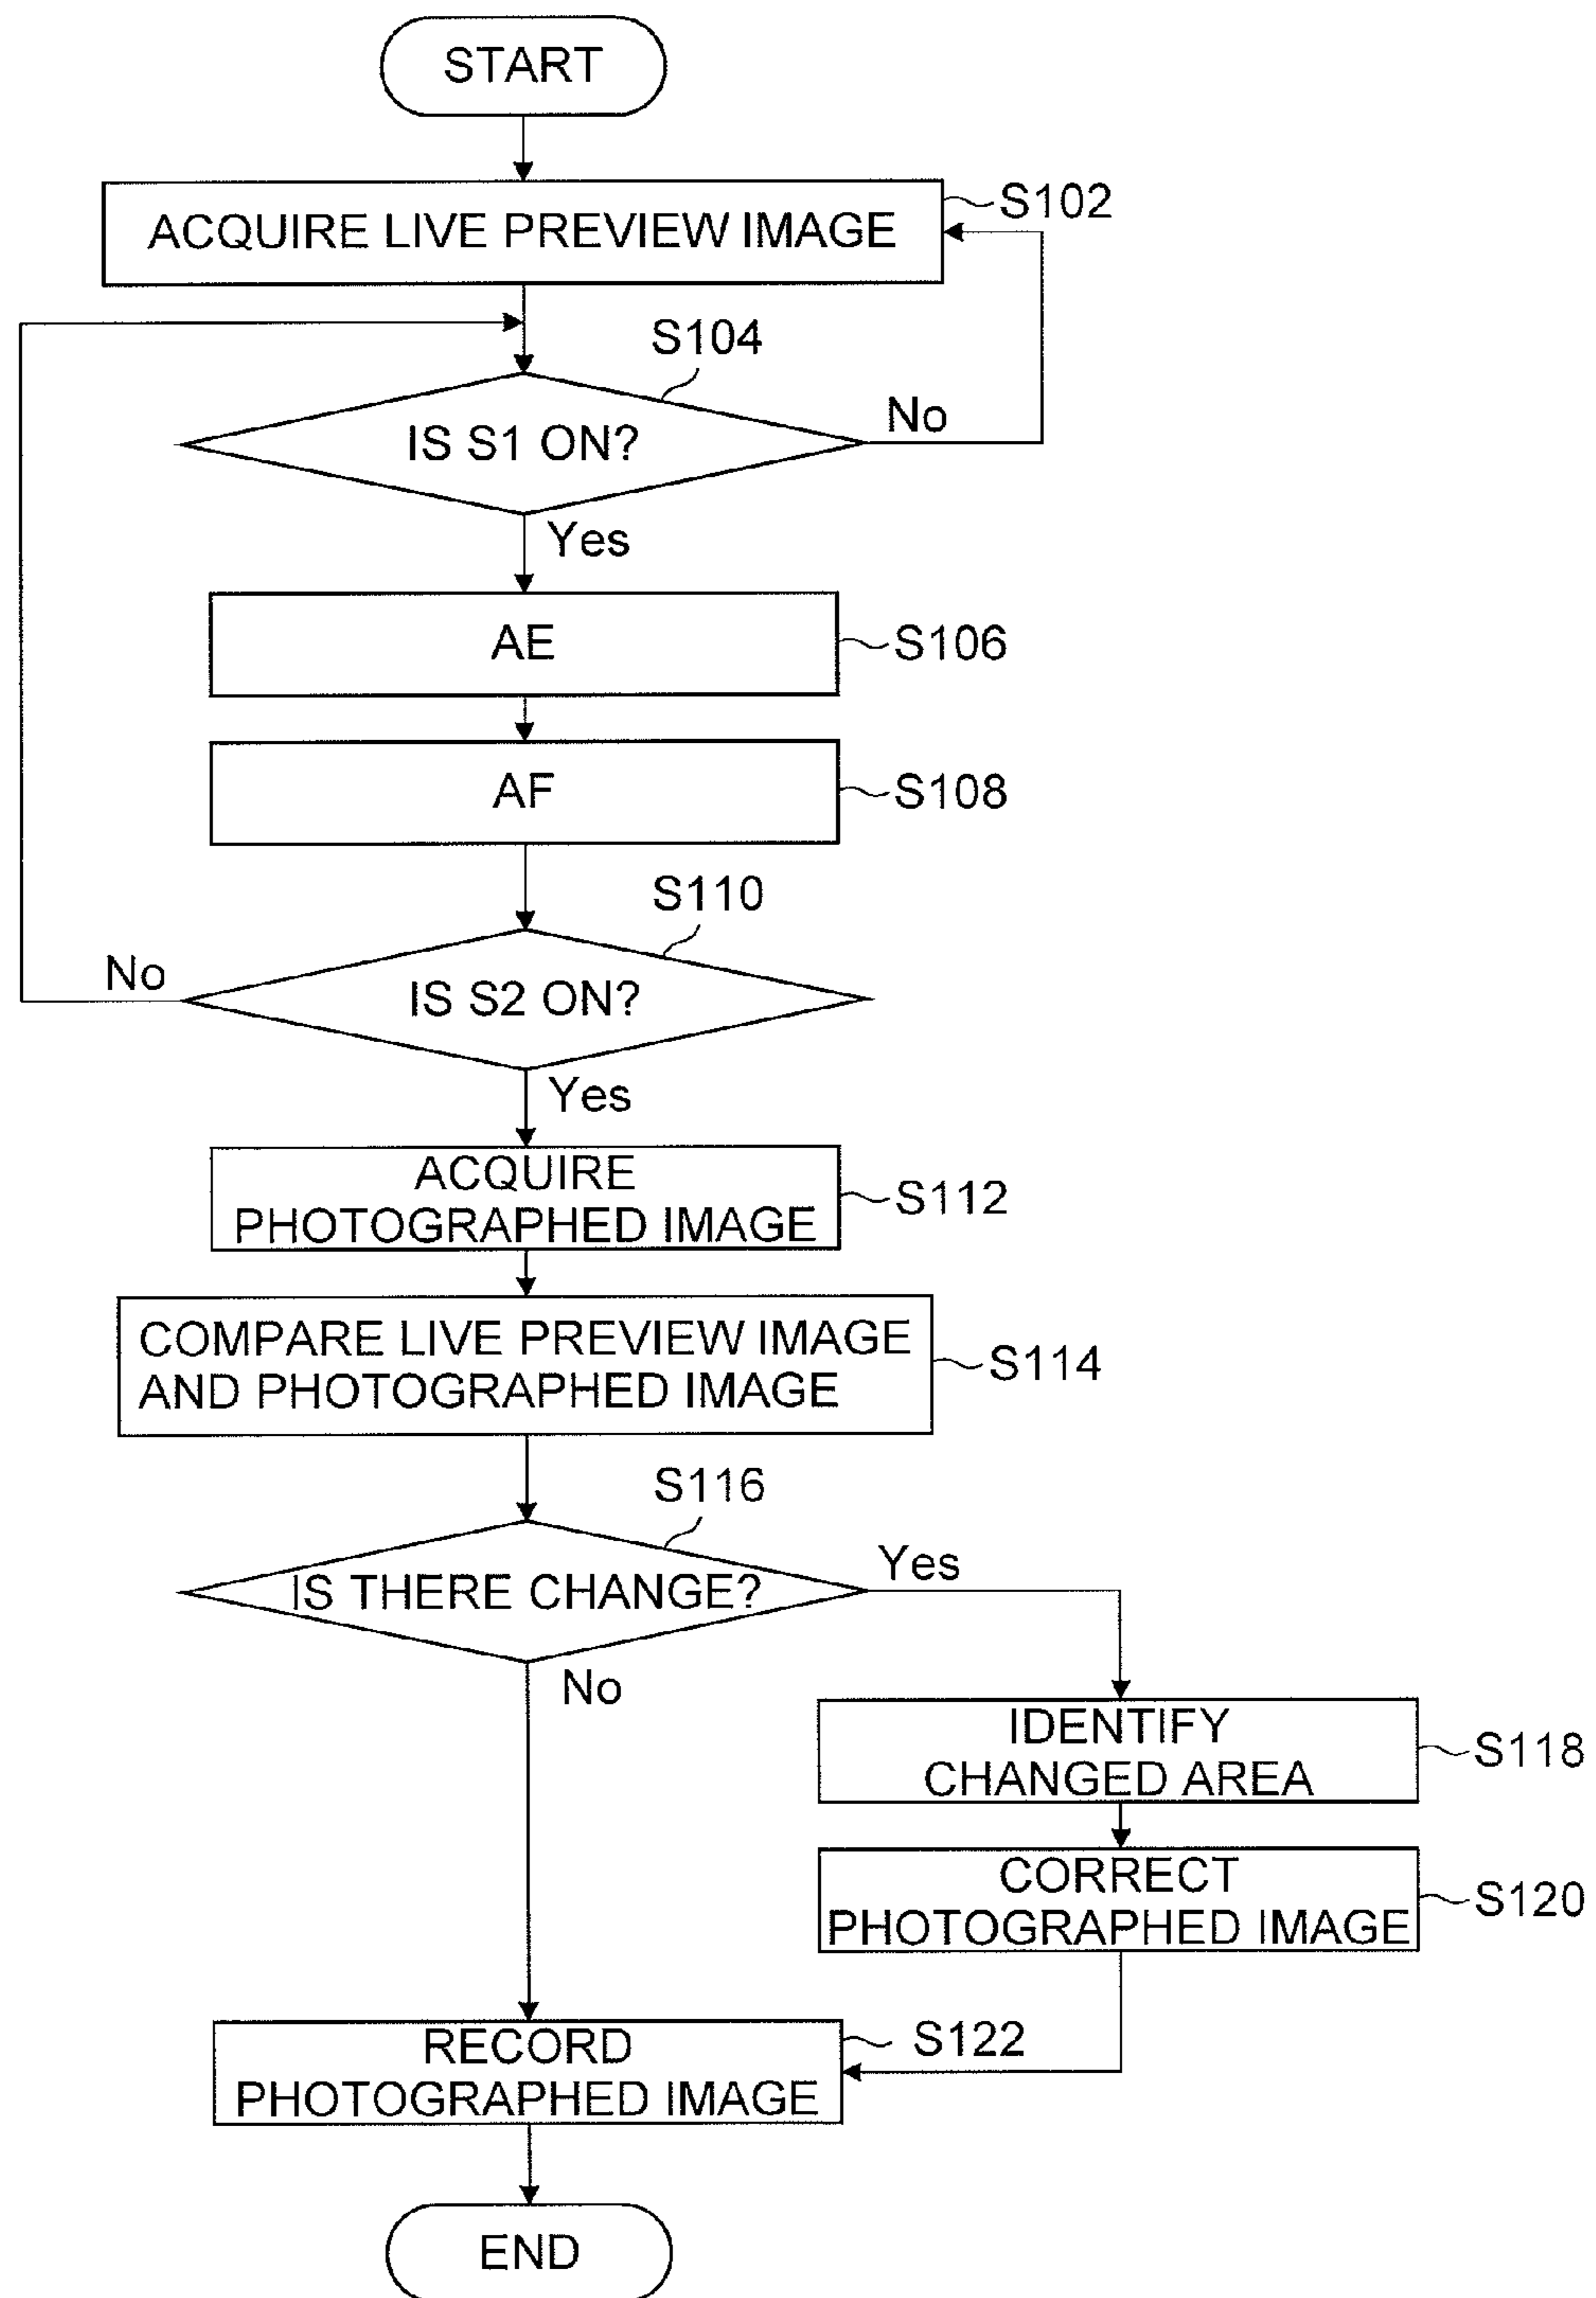 START
ACQUIRE LIVE PREVIEW IMAGE
S102
S104
IS S1 ON?
No
Yes
AE
S106
AF
S108
S110
IS S2 ON?
No
Yes
ACQUIRE
PHOTOGRAPHED IMAGE
S112
COMPARE LIVE PREVIEW IMAGE
AND PHOTOGRAPHED IMAGE
S114
S116
IS THERE CHANGE?
Yes
No
IDENTIFY
CHANGED AREA
S118
CORRECT
PHOTOGRAPHED IMAGE
S120
RECORD
PHOTOGRAPHED IMAGE
S122
END